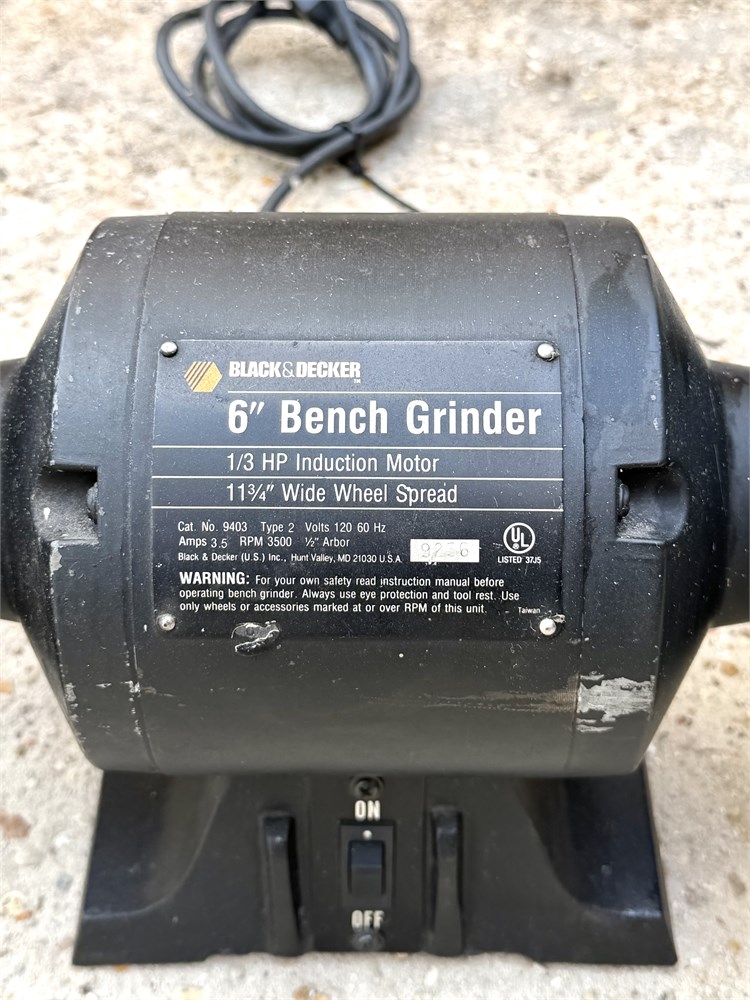 BLACK&DECKER
TM
6" Bench Grinder
1/3 HP Induction Motor
11¾" Wide Wheel Spread
Cat. No. 9403 Type 2 Volts 120 60 Hz
Amps 3.5 RPM 3500 ½" Arbor
Black & Decker (U.S.) Inc., Hunt Valley, MD 21030 U.S.A.
9236
UL
LISTED 37J5
WARNING: For your own safety read instruction manual before
operating bench grinder. Always use eye protection and tool rest. Use
only wheels or accessories marked at or over RPM of this unit.
Taiwan
ON
OFF